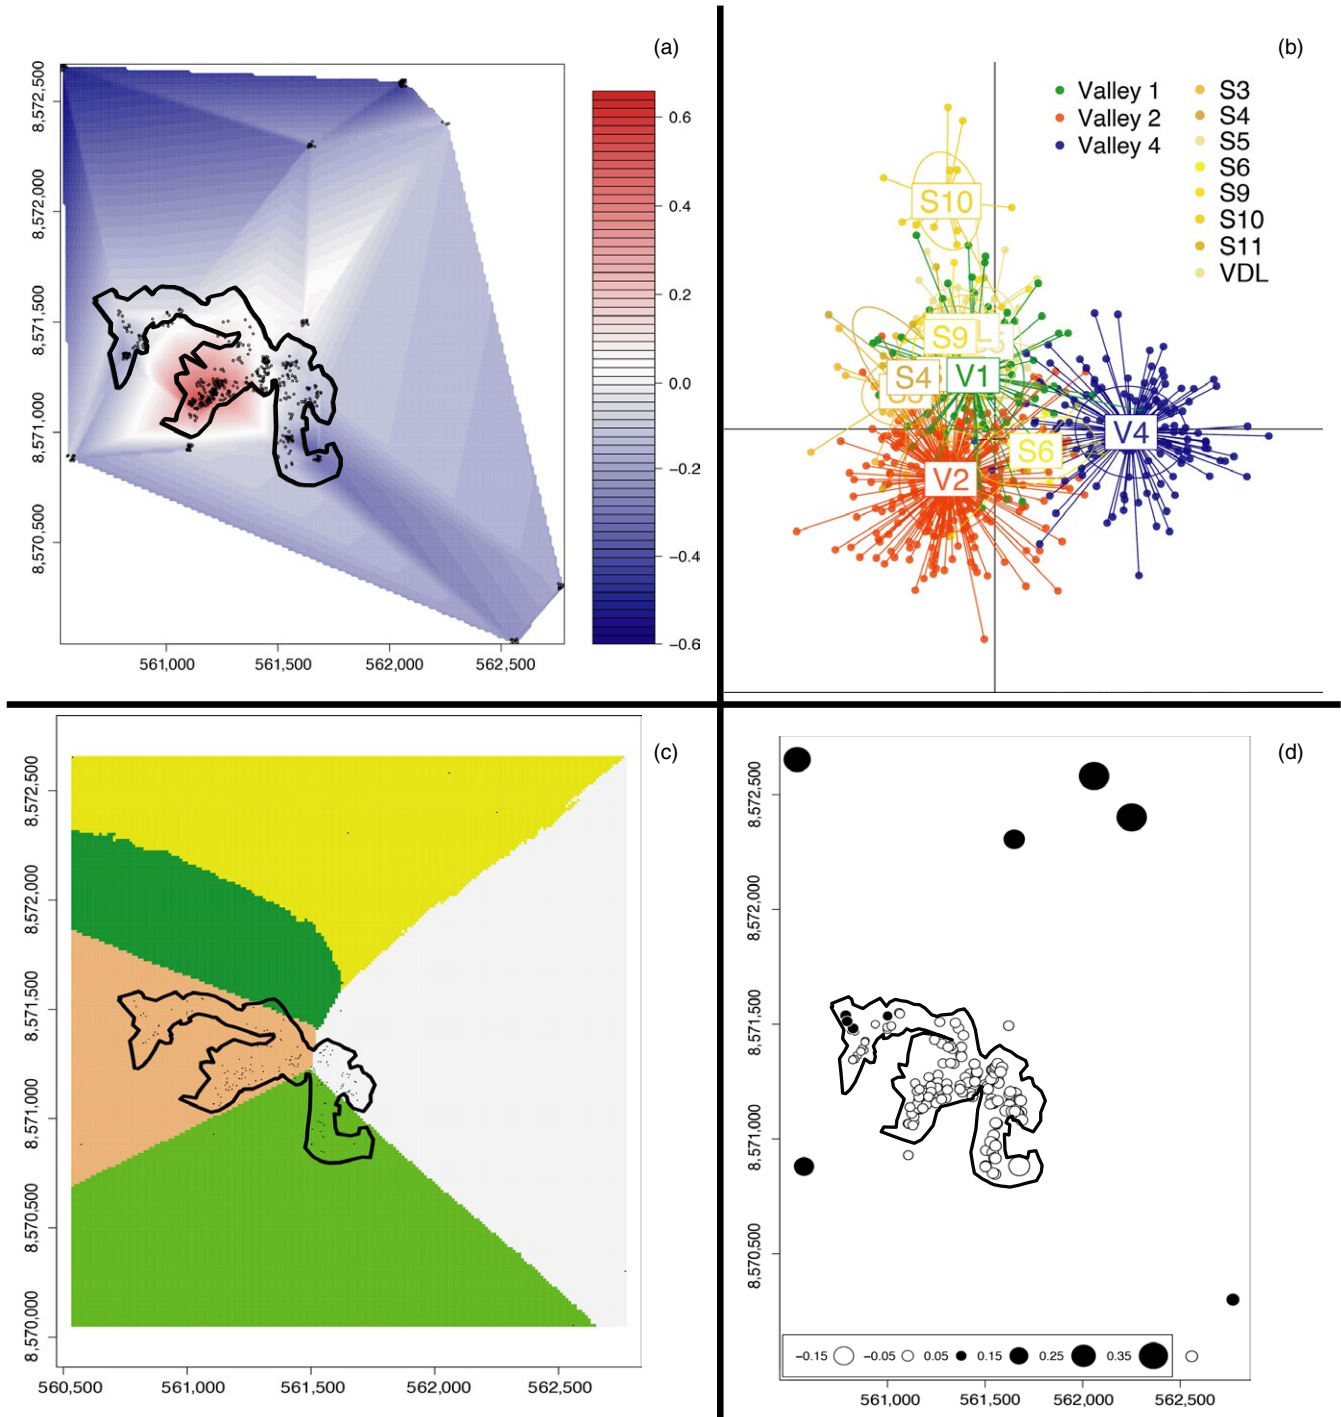 (a)
8,572,500
8,572,000
8,571,500
8,571,000
8,570,500
561,000 561,500 562,000 562,500
0.6
0.4
0.2
0.0
−0.2
−0.4
−0.6
(b)
Valley 1
Valley 2
Valley 4
S3
S4
S5
S6
S9
S10
S11
VDL
S10
S9
S4
V1
V4
S6
V2
(c)
8,572,500
8,572,000
8,571,500
8,571,000
8,570,500
8,570,000
560,500 561,000 561,500 562,000 562,500
(d)
8,572,500
8,572,000
8,571,500
8,571,000
8,570,500
−0.15 −0.05 0.05 0.15 0.25 0.35
561,000 561,500 562,000 562,500